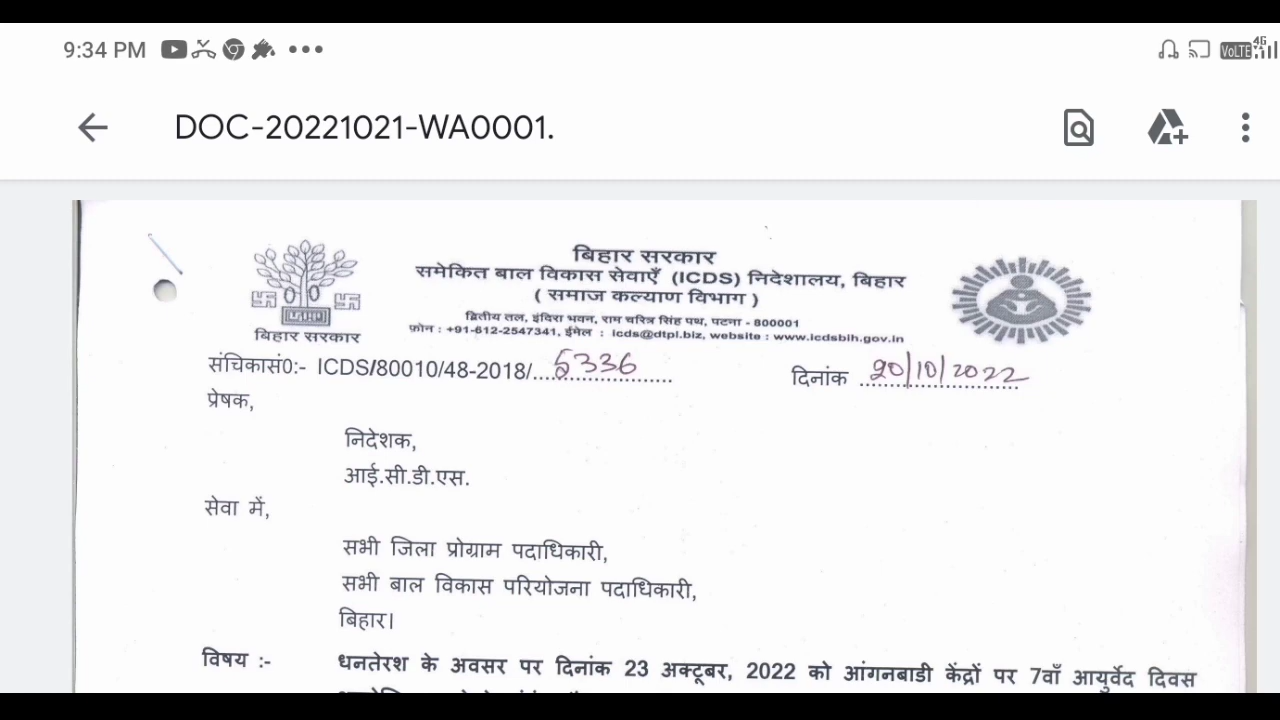 9:34 PM
4G
VoLTE
DOC-20221021-WA0001.
बिहार सरकार
समेकित बाल विकास सेवाएँ (ICDS) निदेशालय, बिहार
( समाज कल्याण विभाग )
द्वितीय तल, इंदिरा भवन, राम चरित्र सिंह पथ, पटना - 800001
फ़ोन : +91-612-2547341, ईमेल : icds@dtpl.biz, website : www.icdsbih.gov.in
बिहार सरकार
संचिकासं0:- ICDS/80010/48-2018/....5336....
दिनांक 20/10/2022
प्रेषक,
निदेशक,
आई.सी.डी.एस.
सेवा में,
सभी जिला प्रोग्राम पदाधिकारी,
सभी बाल विकास परियोजना पदाधिकारी,
बिहार।
विषय :- धनतेरश के अवसर पर दिनांक 23 अक्टूबर, 2022 को आंगनबाडी केंद्रों पर 7वाँ आयुर्वेद दिवस